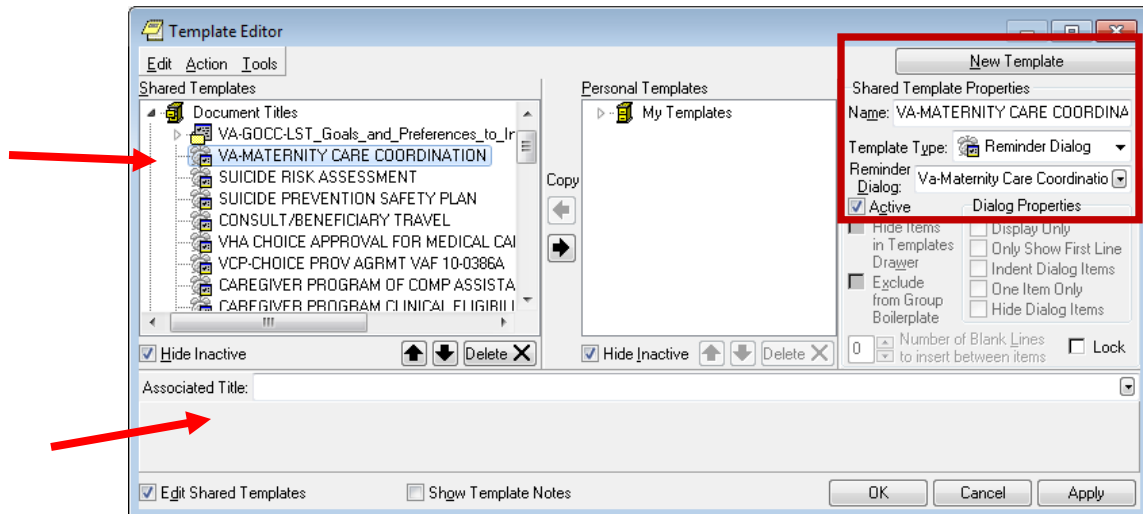 Template Editor
Edit Action Tools
New Template
Shared Templates
Document Titles
VA-GOCC-LST_Goals_and_Preferences_to_Ir
VA-MATERNITY CARE COORDINATION
SUICIDE RISK ASSESSMENT
SUICIDE PREVENTION SAFETY PLAN
CONSULT/BENEFICIARY TRAVEL
VHA CHOICE APPROVAL FOR MEDICAL CAI
VCP-CHOICE PROV AGRMT VAF 10-0386A
CAREGIVER PROGRAM OF COMP ASSISTA
CAREGIVER PROGRAM CLINICAL ELIGIBILI
Hide Inactive
Delete
Copy
Personal Templates
My Templates
Hide Inactive
Delete
Shared Template Properties
Name: VA-MATERNITY CARE COORDINA
Template Type: Reminder Dialog
Reminder Dialog: Va-Maternity Care Coordinatio
Active
Hide Items
in Templates
Drawer
Exclude
from Group
Boilerplate
Dialog Properties
Display Only
Only Show First Line
Indent Dialog Items
One Item Only
Hide Dialog Items
0 Number of Blank Lines
to insert between items
Lock
Associated Title:
Edit Shared Templates
Show Template Notes
OK Cancel Apply